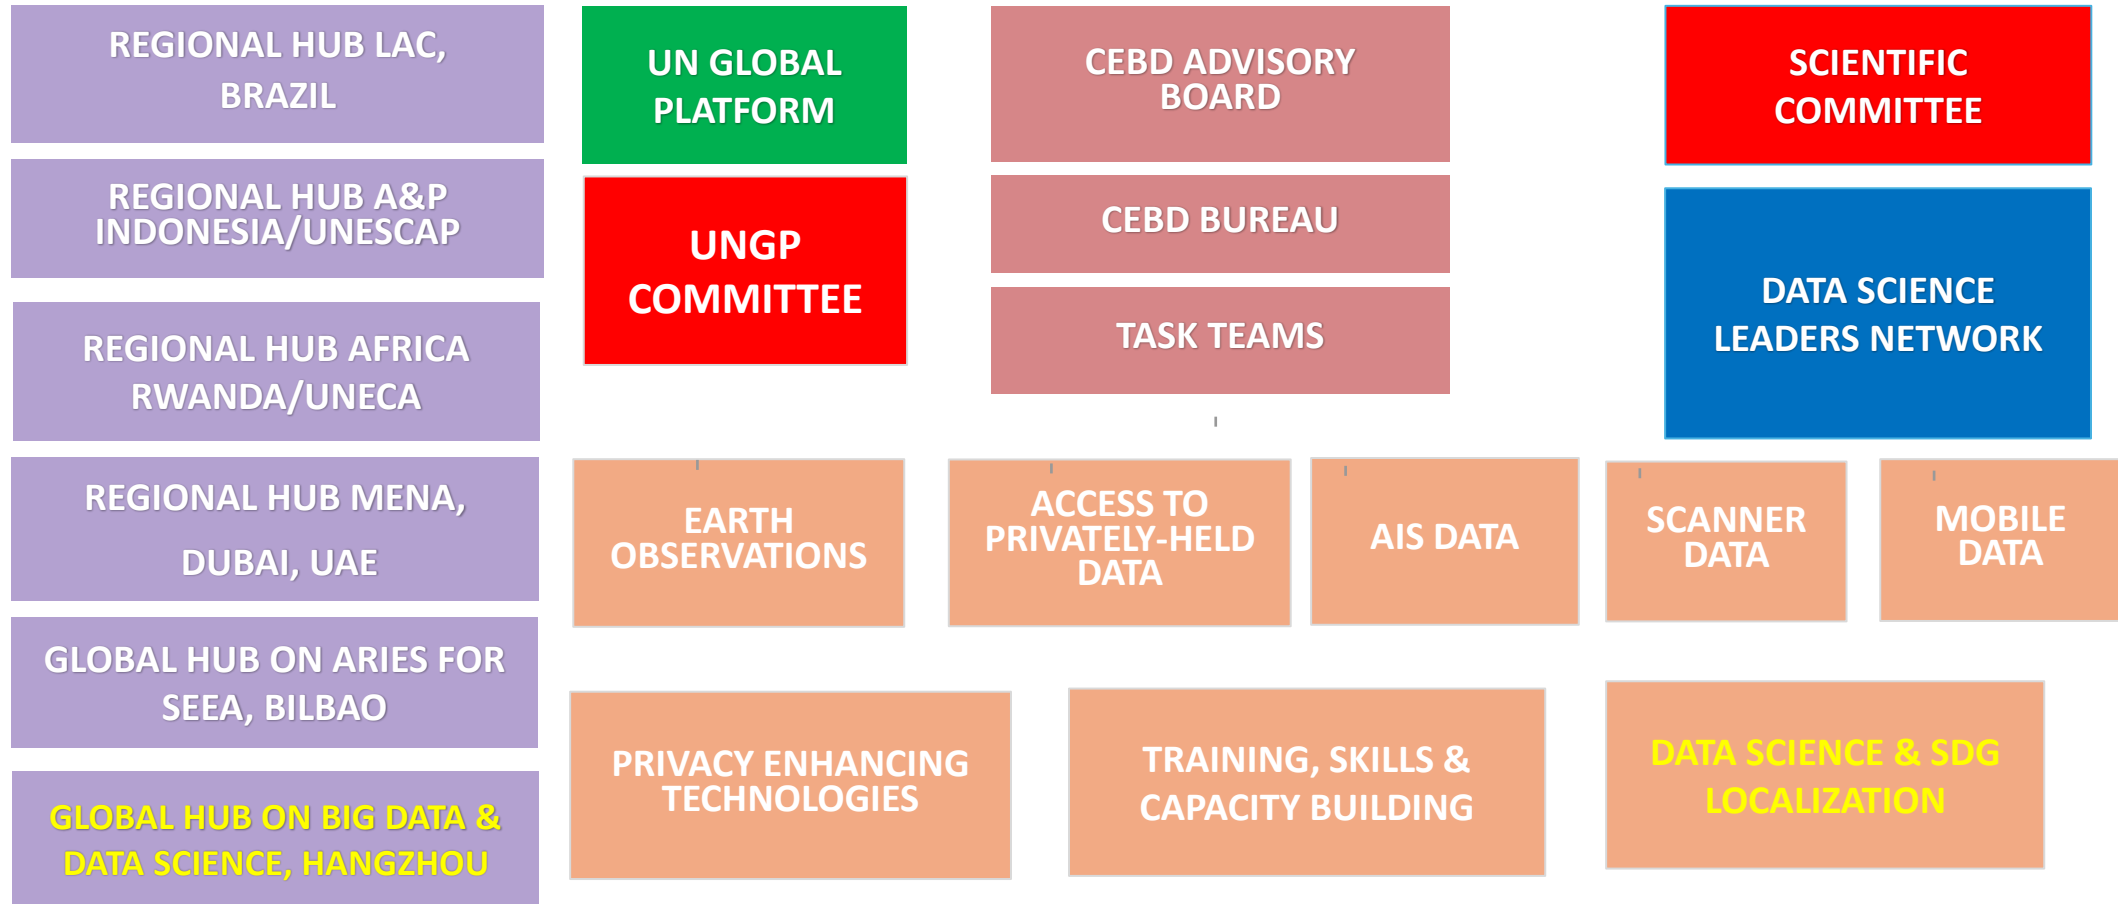 REGIONAL HUB LAC,
BRAZIL
REGIONAL HUB A&P
INDONESIA/UNESCAP
REGIONAL HUB AFRICA
RWANDA/UNECA
REGIONAL HUB MENA,
DUBAI, UAE
GLOBAL HUB ON ARIES FOR
SEEA, BILBAO
GLOBAL HUB ON BIG DATA &
DATA SCIENCE, HANGZHOU
UN GLOBAL
PLATFORM
UNGP
COMMITTEE
CEBD ADVISORY
BOARD
CEBD BUREAU
TASK TEAMS
SCIENTIFIC
COMMITTEE
DATA SCIENCE
LEADERS NETWORK
EARTH
OBSERVATIONS
ACCESS TO
PRIVATELY-HELD
DATA
AIS DATA
SCANNER
DATA
MOBILE
DATA
PRIVACY ENHANCING
TECHNOLOGIES
TRAINING, SKILLS &
CAPACITY BUILDING
DATA SCIENCE & SDG
LOCALIZATION